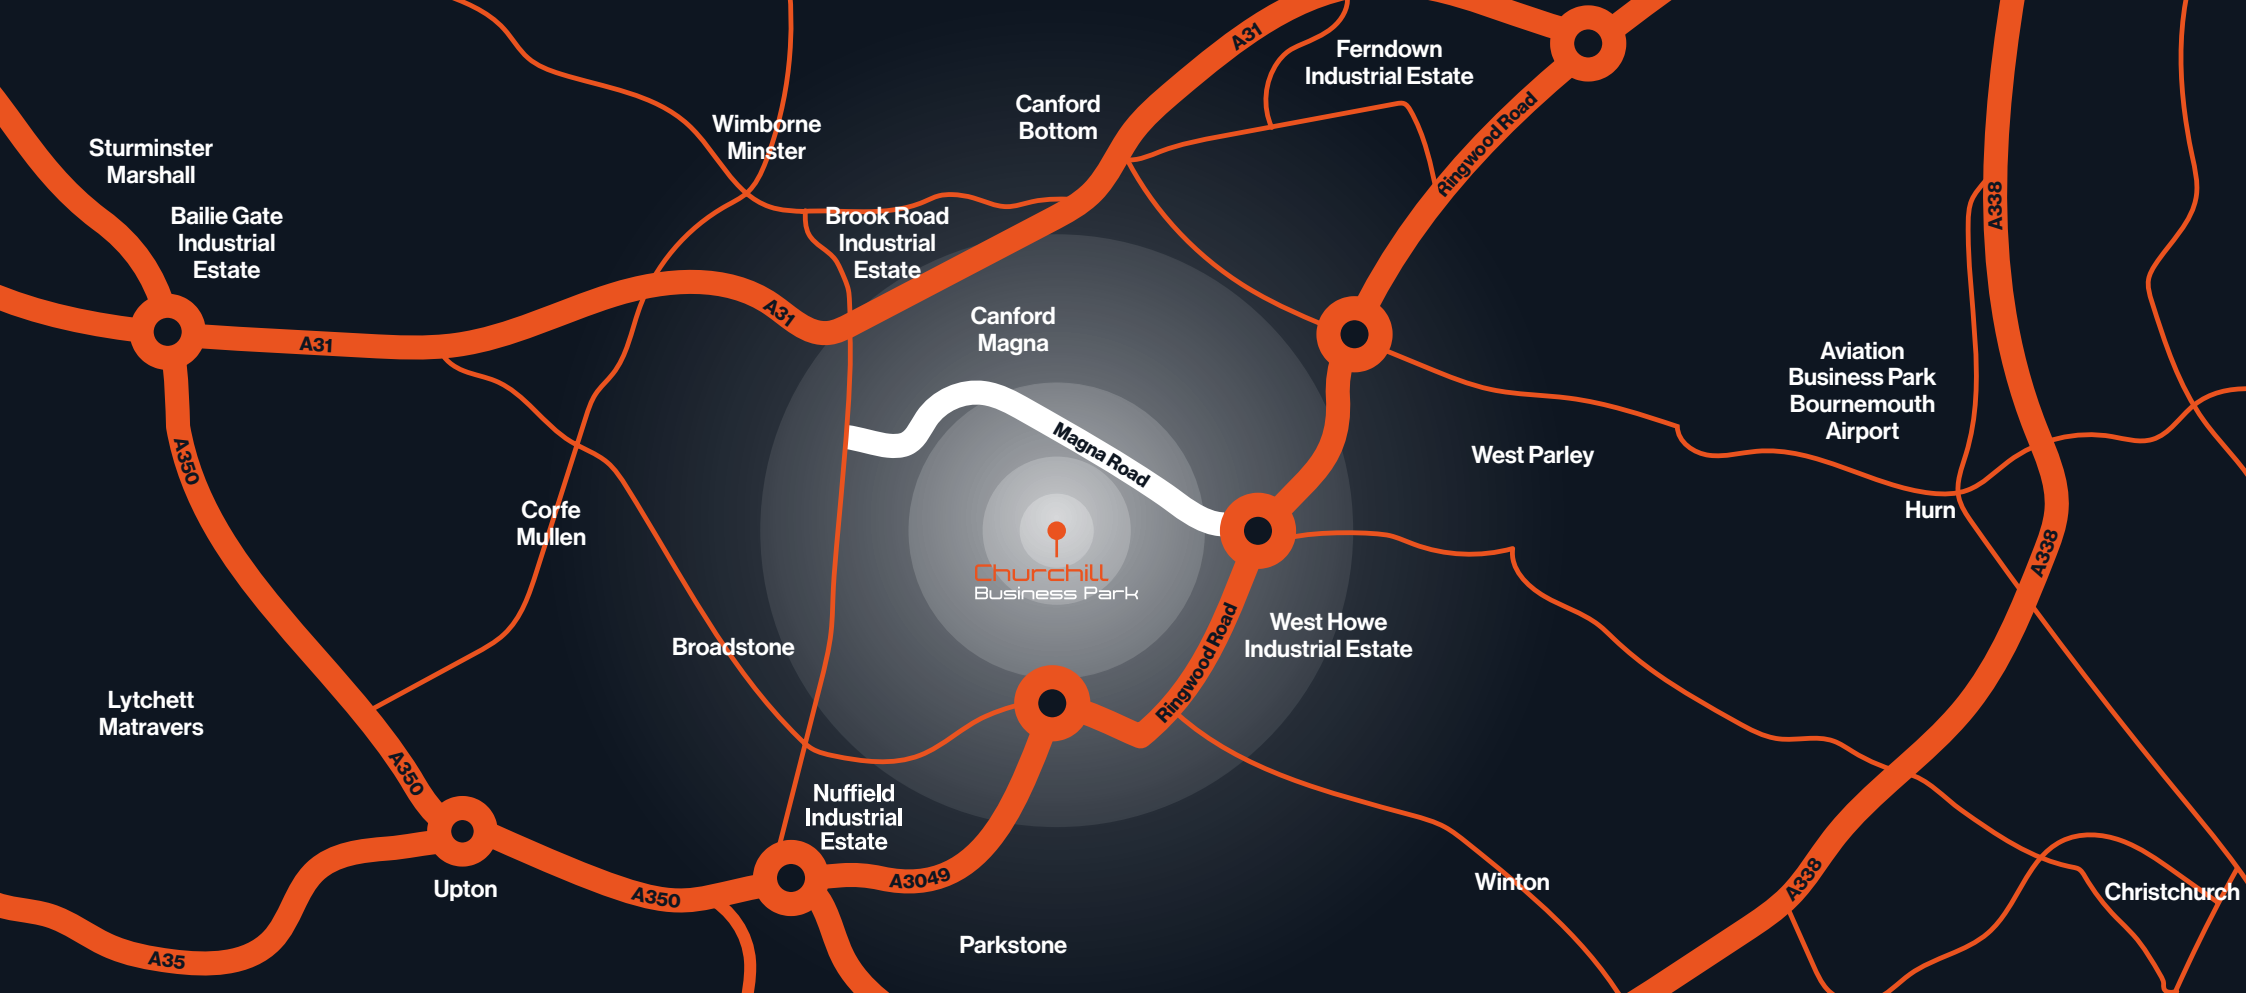 A31
Ferndown
Industrial Estate
Canford
Bottom
Wimborne
Minster
Sturminster
Marshall
Ringwood Road
A338
Bailie Gate
Industrial
Estate
Brook Road
Industrial
Estate
A31
A31
Canford
Magna
Aviation
Business Park
Bournemouth
Airport
A350
Magna Road
West Parley
Corfe
Mullen
Hurn
A338
Churchill
Business Park
Ringwood Road
West Howe
Industrial Estate
Broadstone
Lytchett
Matravers
A350
Nuffield
Industrial
Estate
Upton
A350
A3049
Winton
A338
Christchurch
Parkstone
A35